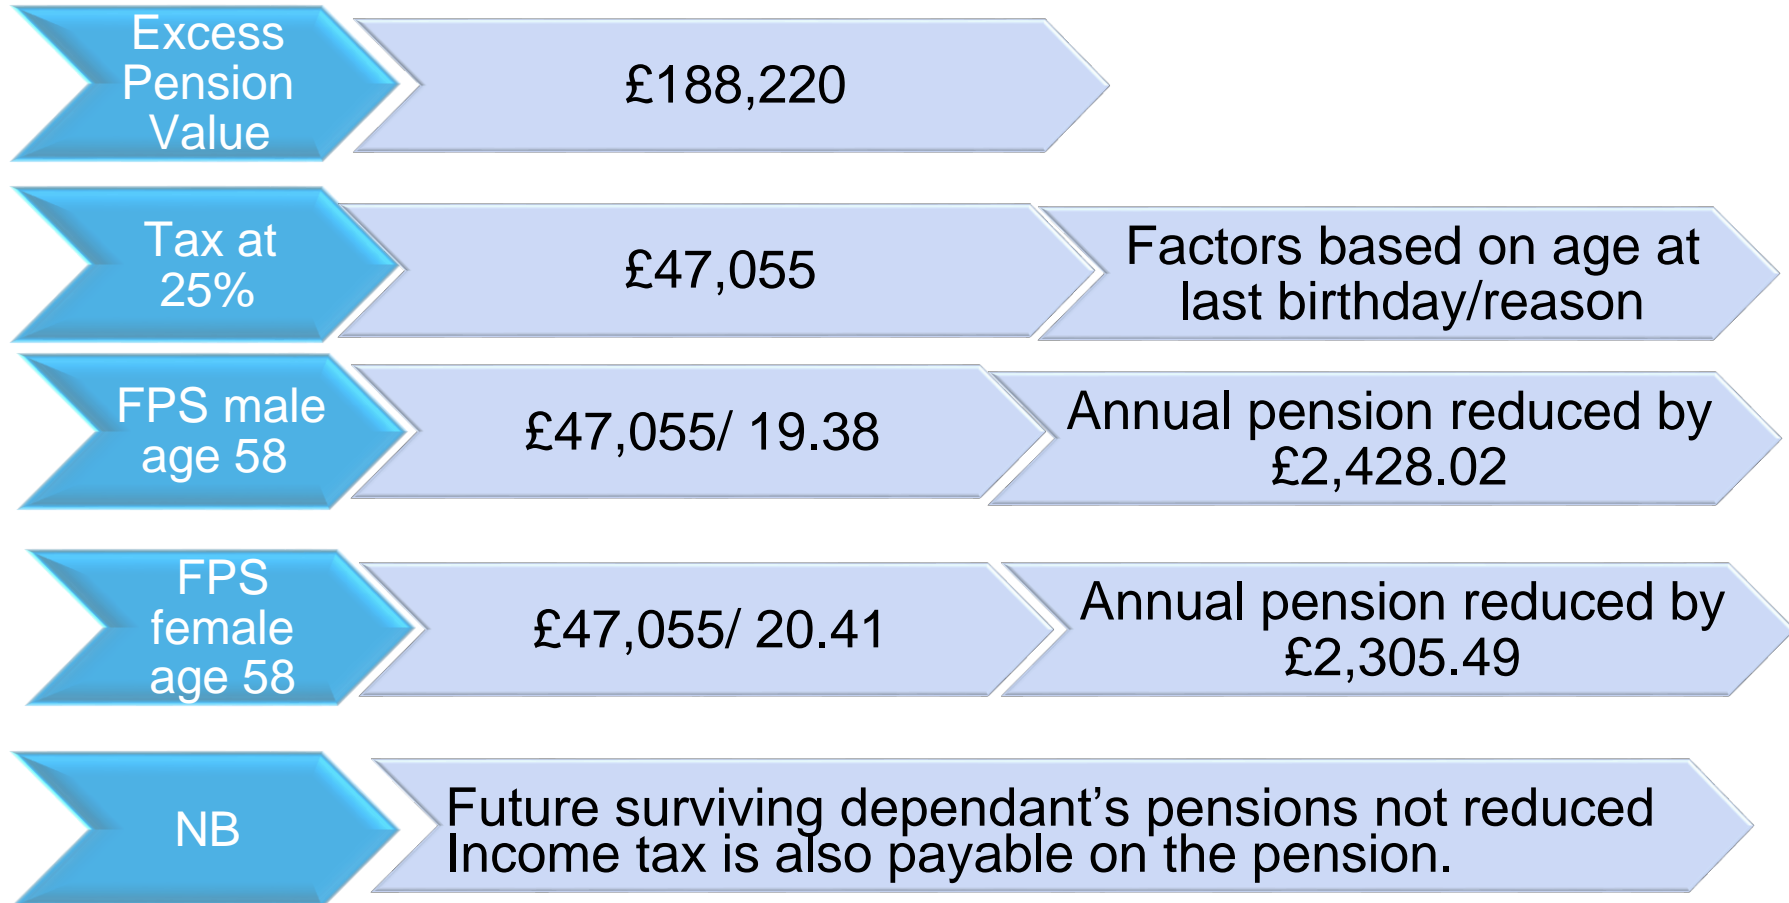 Excess
Pension
Value
£188,220
Tax at
25%
£47,055
Factors based on age at
last birthday/reason
FPS male
age 58
£47,055/ 19.38
Annual pension reduced by
£2,428.02
FPS
female
age 58
£47,055/ 20.41
Annual pension reduced by
£2,305.49
NB
Future surviving dependant’s pensions not reduced
Income tax is also payable on the pension.